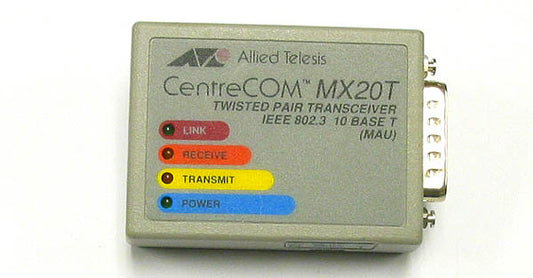 Allied Telesis
CentreCOM™ MX20T
TWISTED PAIR TRANSCEIVER
IEEE 802.3 10 BASE T
(MAU)
LINK
RECEIVE
TRANSMIT
POWER